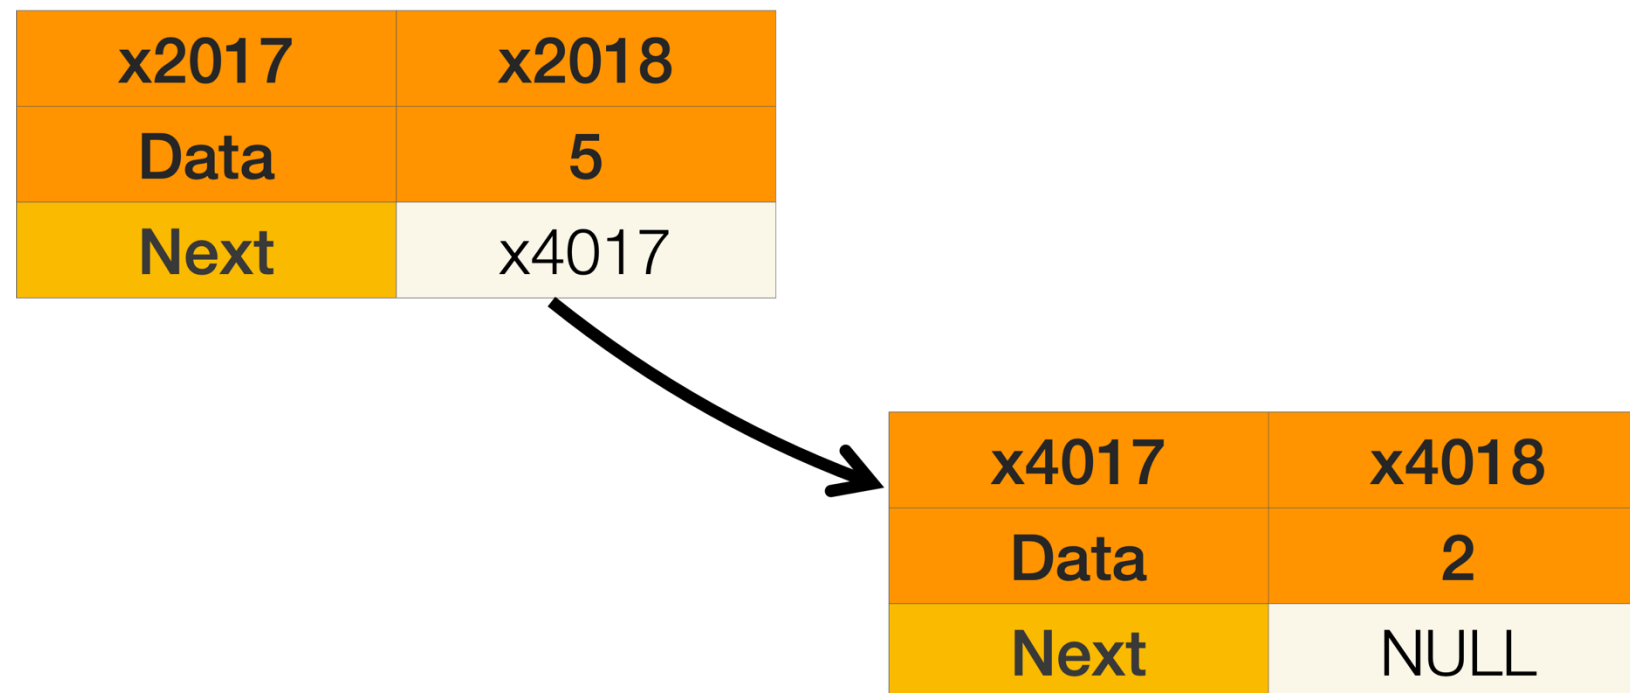 x2017 x2018
Data 5
Next x4017
x4017 x4018
Data 2
Next NULL